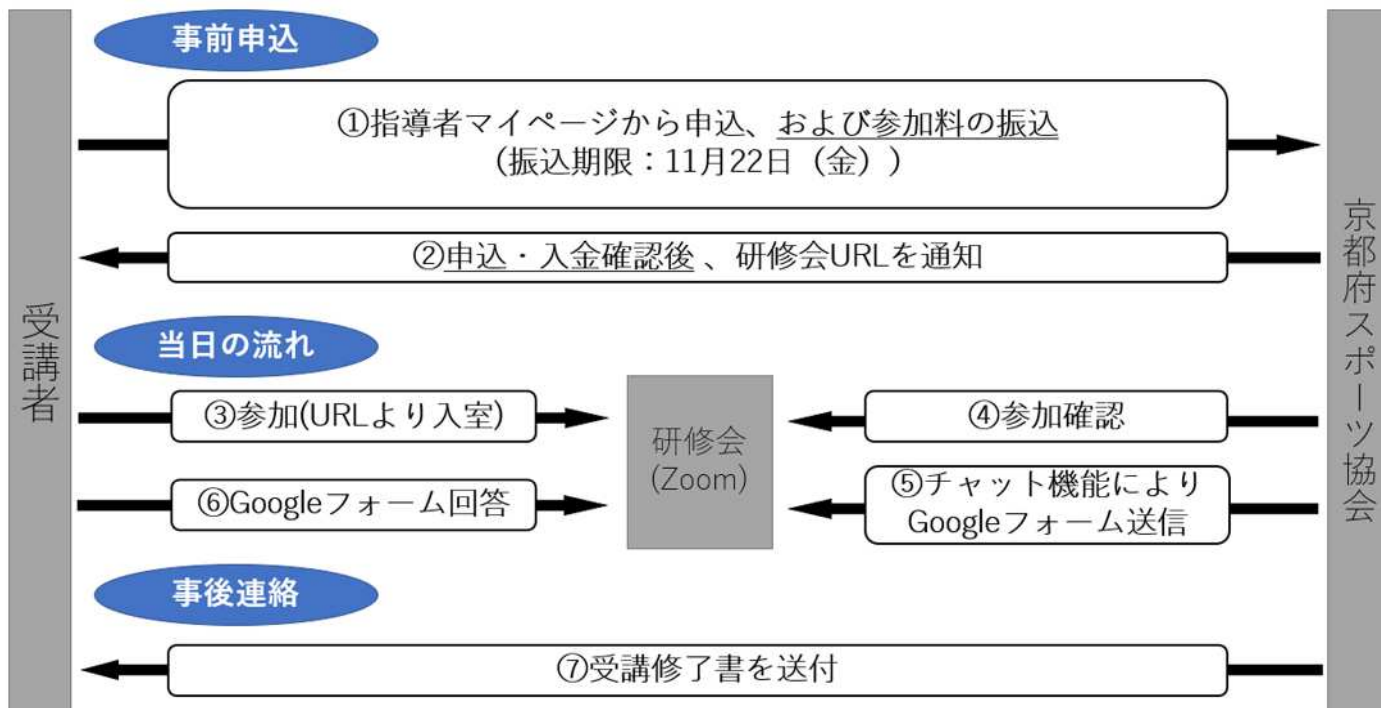 事前申込
①指導者マイページから申込、および参加料の振込
(振込期限：11月22日（金）)
②申込・入金確認後 、研修会URLを通知
受講者
京都府スポーツ協会
当日の流れ
③参加(URLより入室)
研修会
(Zoom)
④参加確認
⑤チャット機能により
Googleフォーム送信
⑥Googleフォーム回答
事後連絡
⑦受講修了書を送付